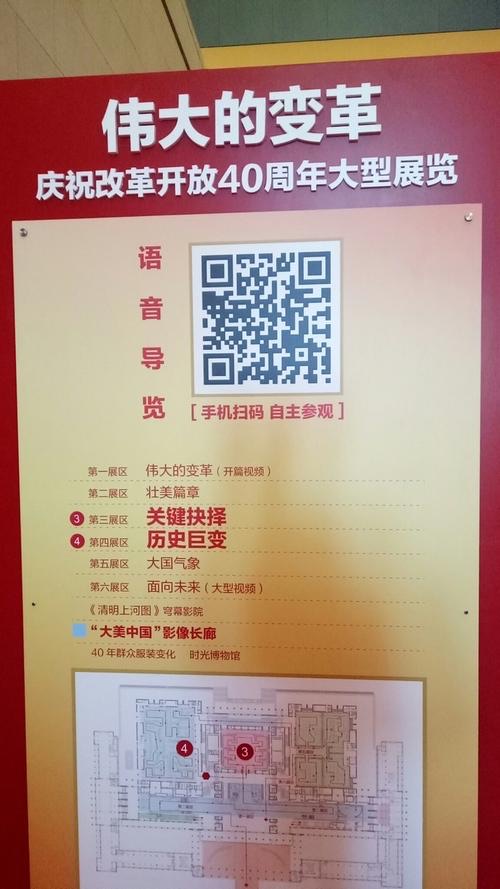 伟大的变革
庆祝改革开放40周年大型展览
语音导览
[ 手机扫码 自主参观 ]
第一展区 伟大的变革（开篇视频）
第二展区 壮美篇章
3 第三展区 关键抉择
4 第四展区 历史巨变
第五展区 大国气象
第六展区 面向未来（大型视频）
《清明上河图》穹幕影院
“大美中国”影像长廊
40 年群众服装变化 时光博物馆
4
3